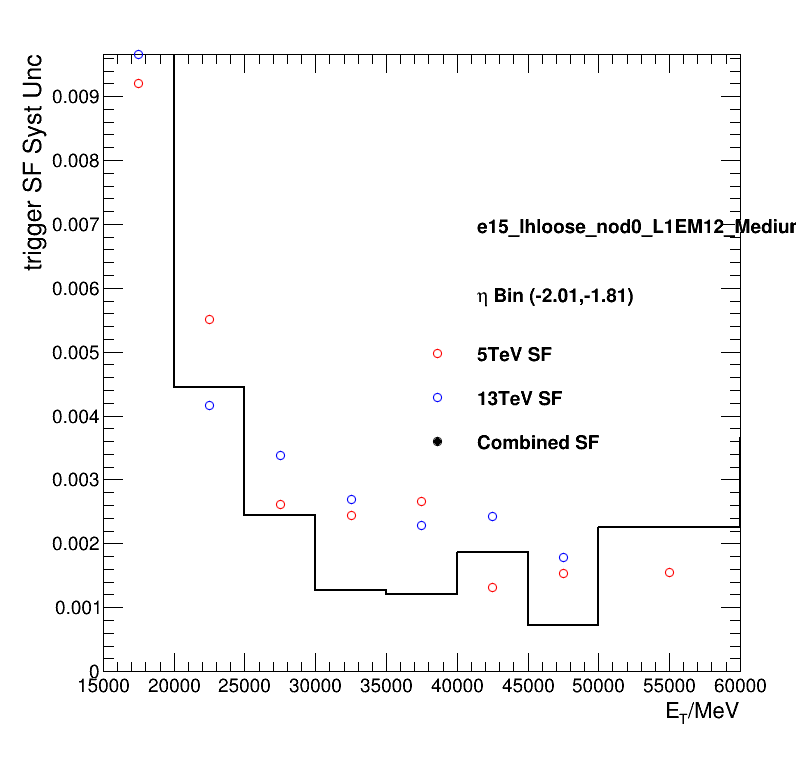 trigger SF Syst Unc
0.009
0.008
0.007
0.006
0.005
0.004
0.003
0.002
0.001
0
e15_lhloose_nod0_L1EM12_Medium
η Bin (-2.01,-1.81)
5TeV SF
13TeV SF
Combined SF
15000 20000 25000 30000 35000 40000 45000 50000 55000 60000
E_T/MeV